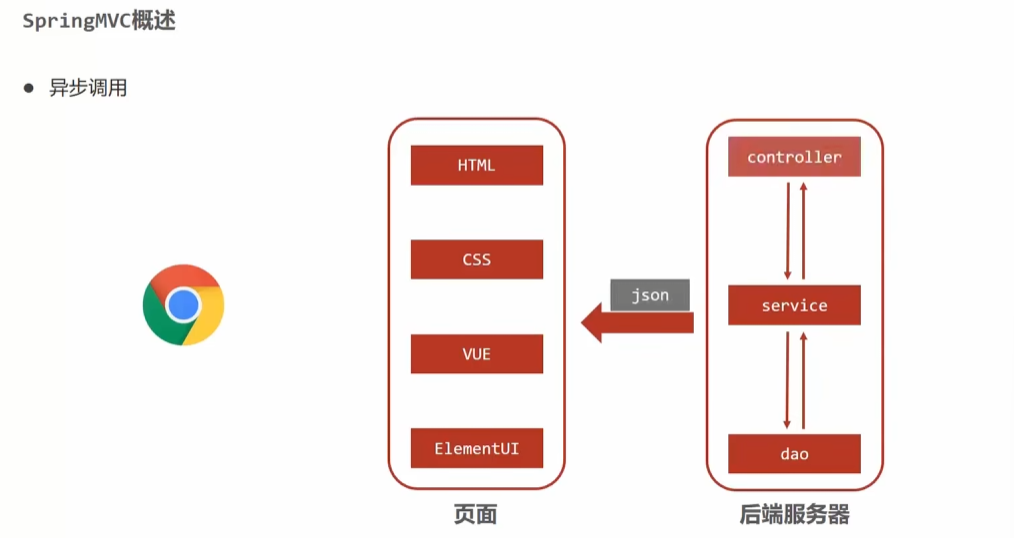 SpringMVC概述
● 异步调用
HTML
CSS
VUE
ElementUI
页面
json
controller
service
dao
后端服务器